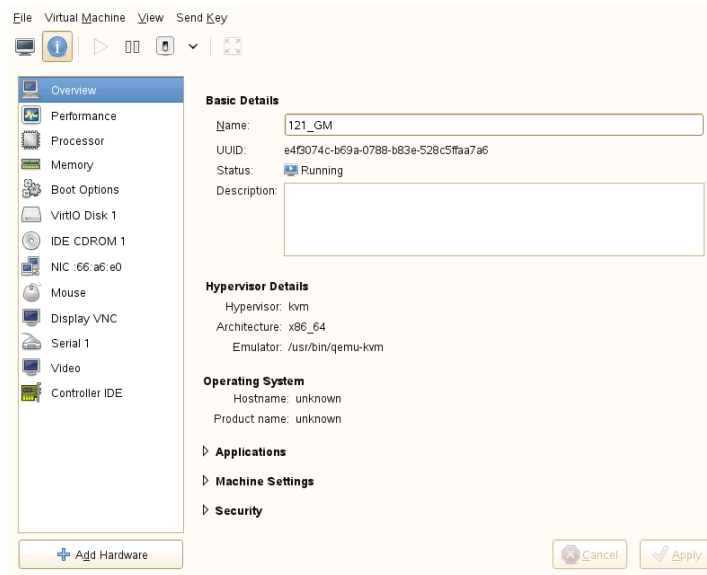 File Virtual Machine View Send Key
Overview
Performance
Processor
Memory
Boot Options
VirtIO Disk 1
IDE CDROM 1
NIC :66:a6:e0
Mouse
Display VNC
Serial 1
Video
Controller IDE
Add Hardware
Basic Details
Name: 121_GM
UUID: e4f3074c-b69a-0788-b83e-528c5ffaa7a6
Status: Running
Description:
Hypervisor Details
Hypervisor: kvm
Architecture: x86_64
Emulator: /usr/bin/qemu-kvm
Operating System
Hostname: unknown
Product name: unknown
Applications
Machine Settings
Security
Cancel Apply